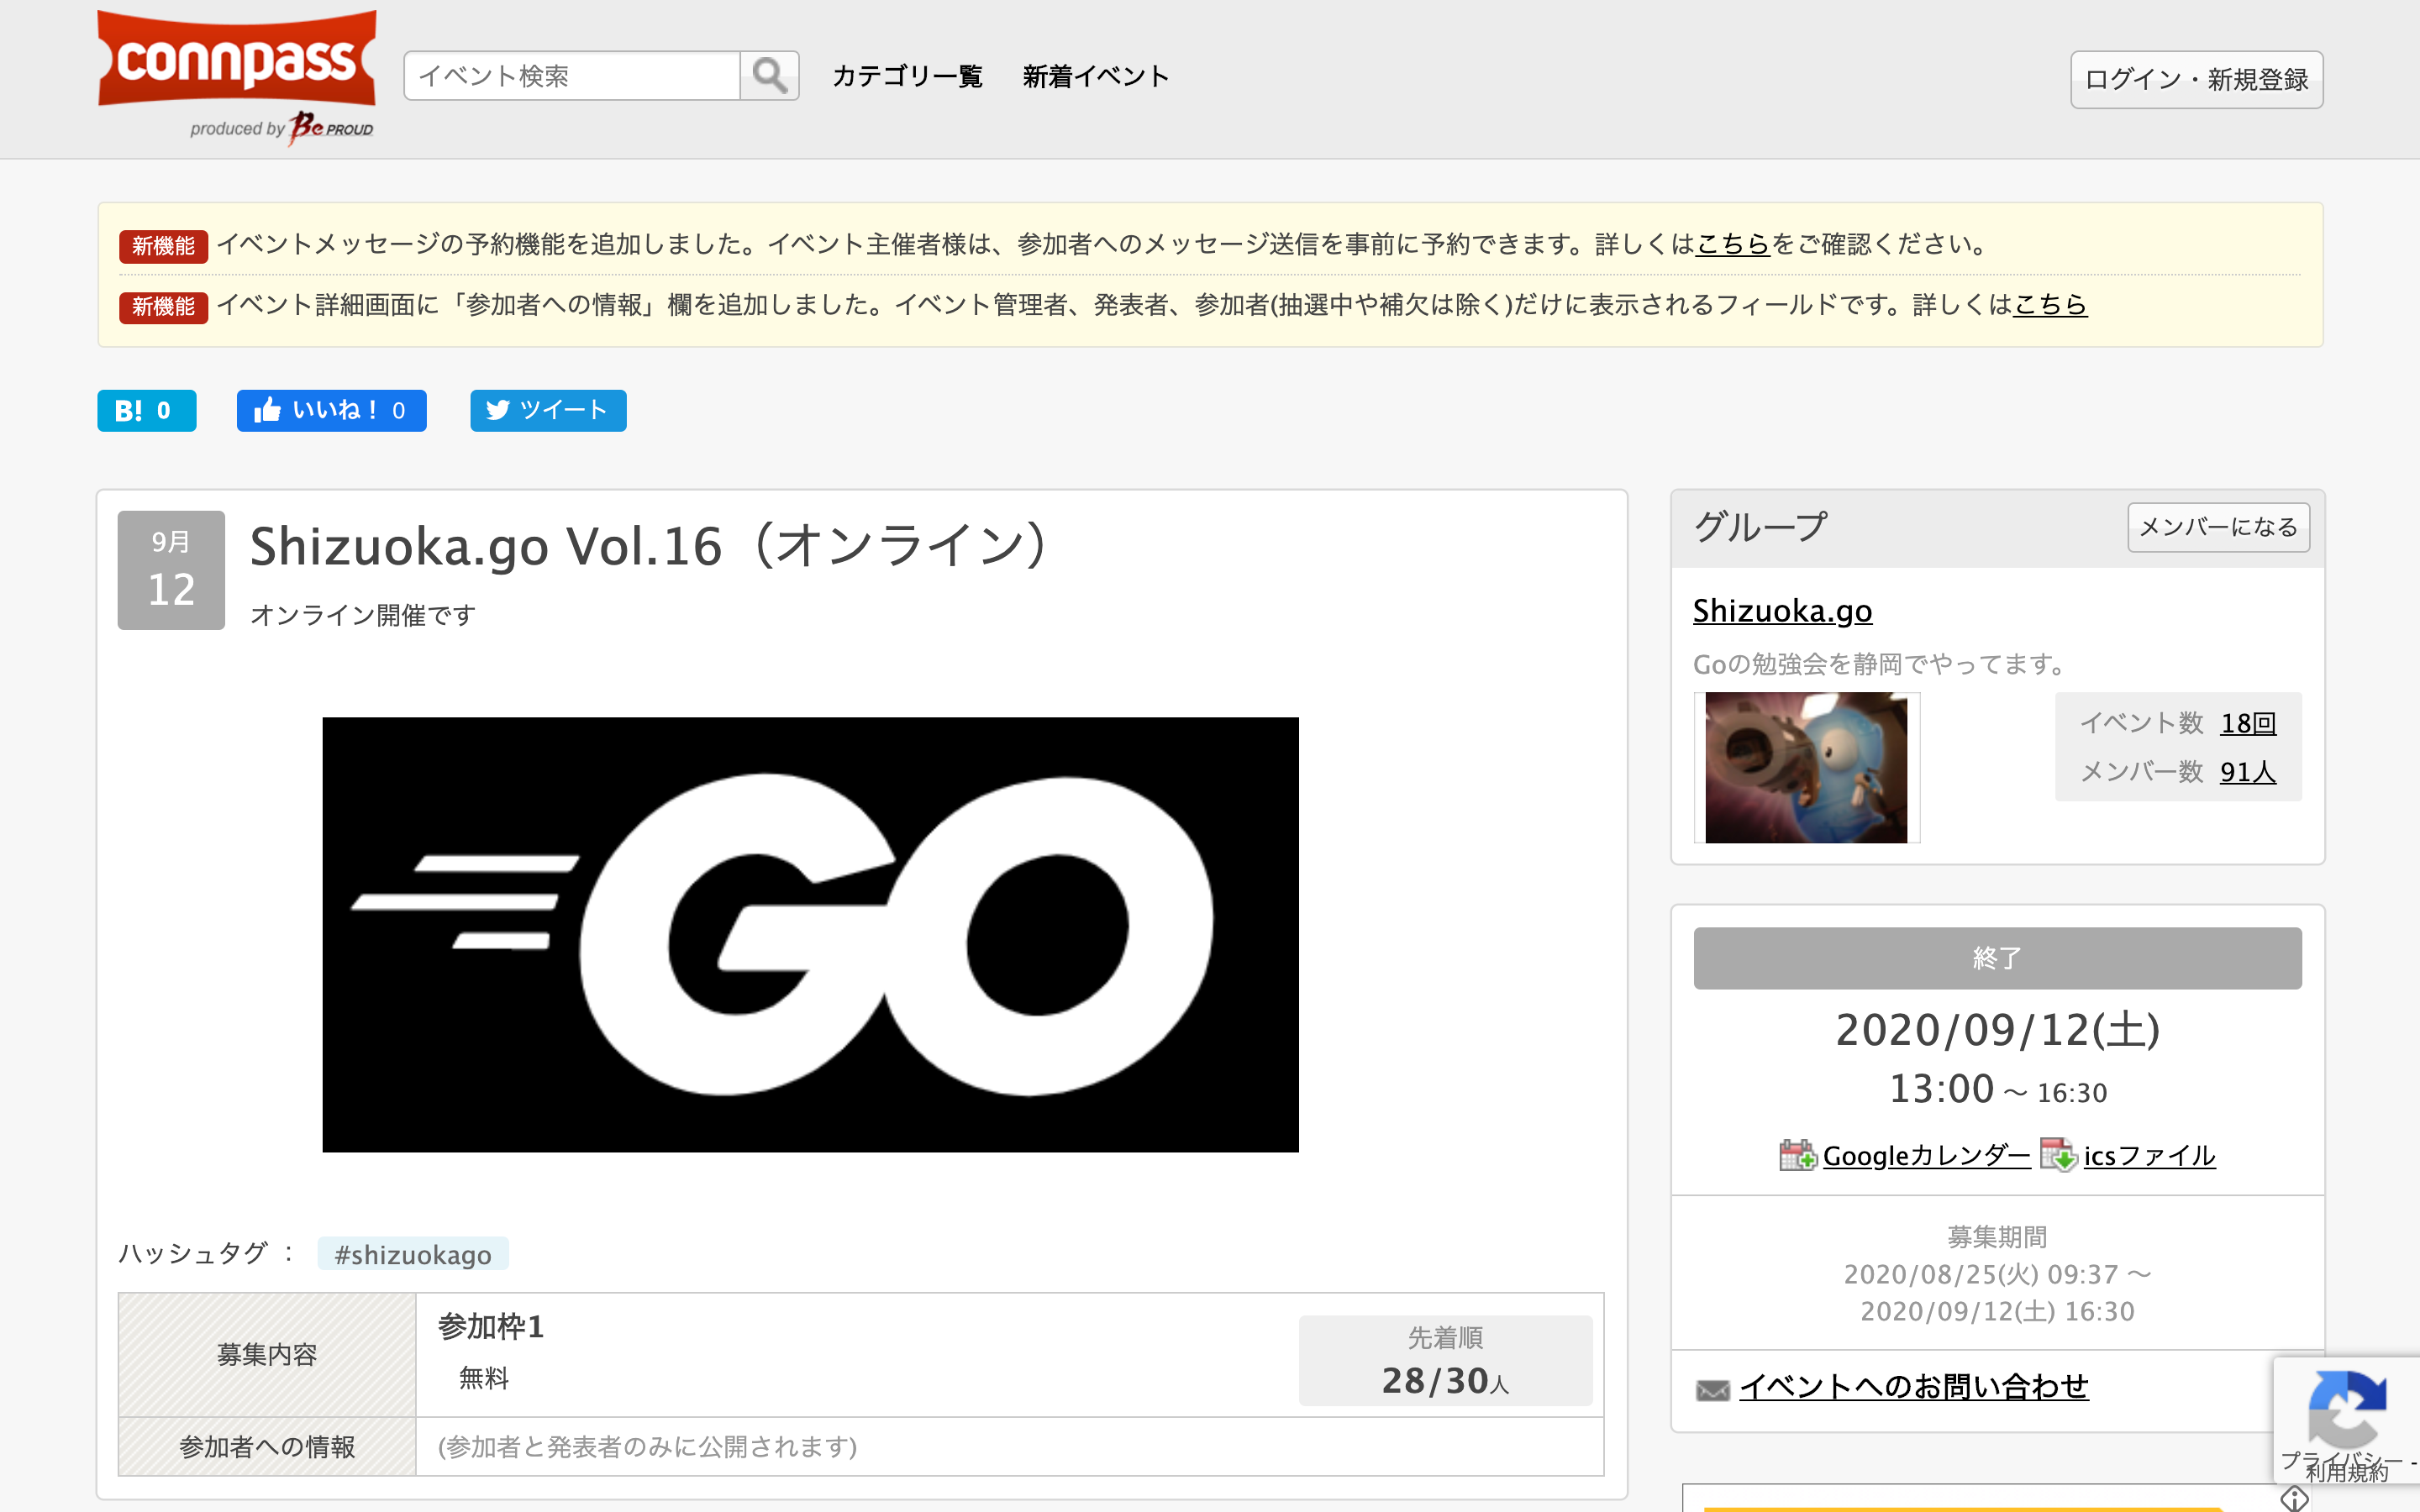 connpass
produced by Be PROUD
イベント検索
カテゴリ一覧
新着イベント
ログイン・新規登録
新機能 イベントメッセージの予約機能を追加しました。イベント主催者様は、参加者へのメッセージ送信を事前に予約できます。詳しくはこちらをご確認ください。
新機能 イベント詳細画面に「参加者への情報」欄を追加しました。イベント管理者、発表者、参加者(抽選中や補欠は除く)だけに表示されるフィールドです。詳しくはこちら
B! 0
いいね！ 0
ツイート
9月
12
Shizuoka.go Vol.16（オンライン）
オンライン開催です
GO
ハッシュタグ ： #shizuokago
募集内容
参加枠1
無料
先着順
28/30人
参加者への情報
(参加者と発表者のみに公開されます)
グループ
メンバーになる
Shizuoka.go
Goの勉強会を静岡でやってます。
イベント数 18回
メンバー数 91人
終了
2020/09/12(土)
13:00 〜 16:30
Googleカレンダー icsファイル
募集期間
2020/08/25(火) 09:37 〜
2020/09/12(土) 16:30
イベントへのお問い合わせ
プライバシー -
利用規約